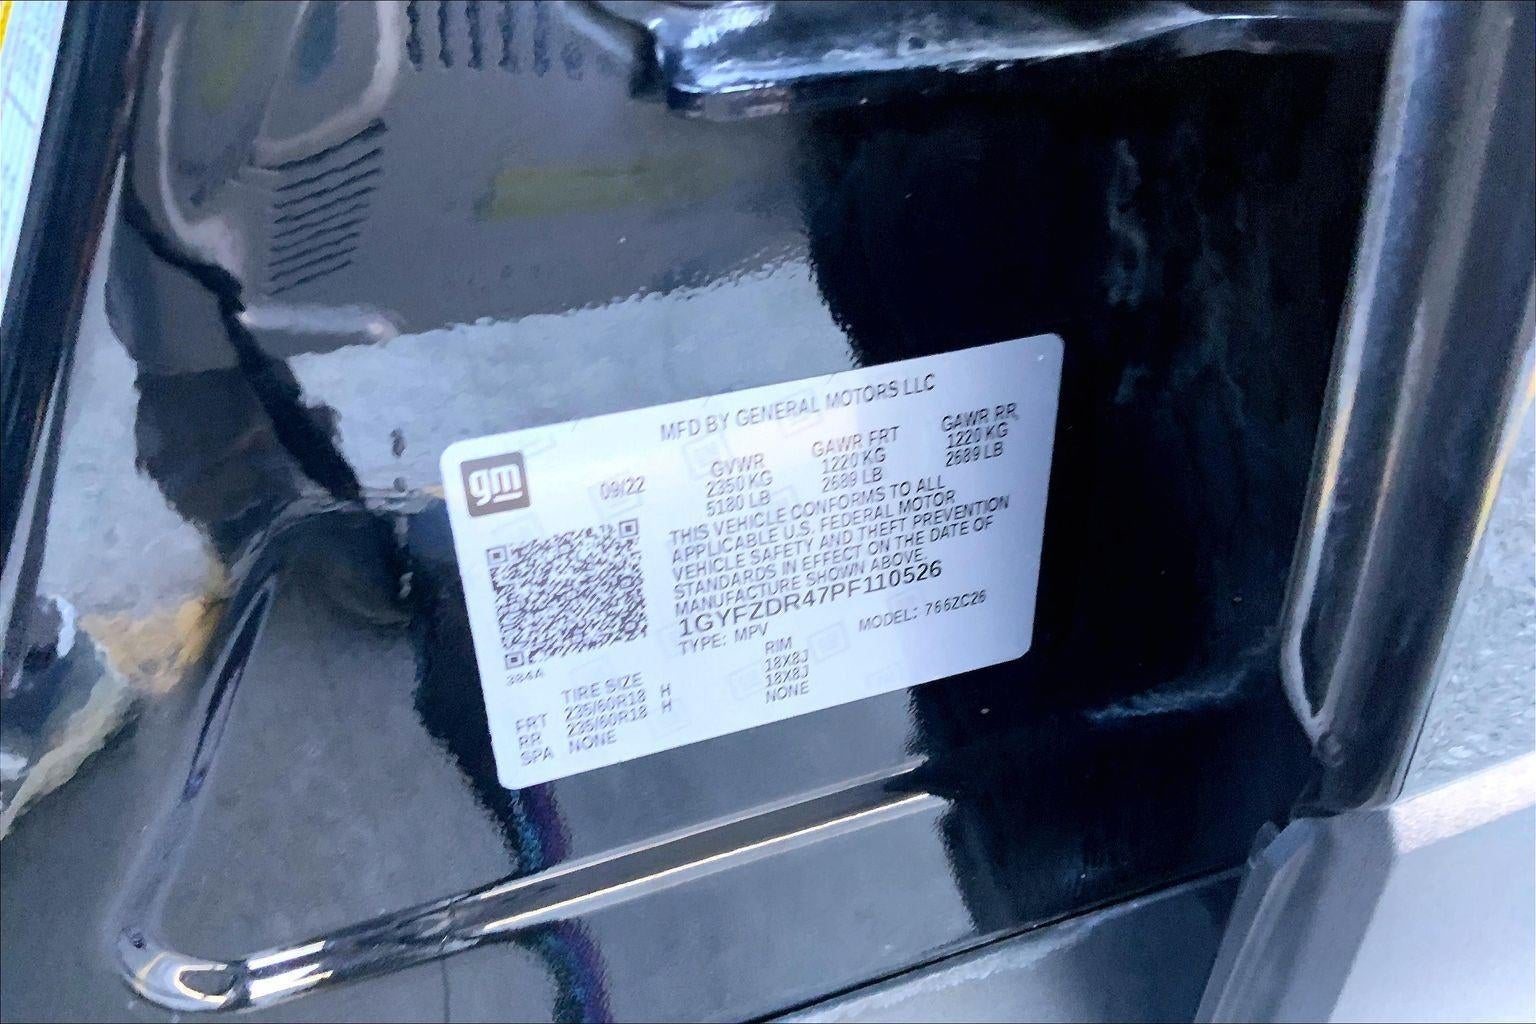 MFD BY GENERAL MOTORS LLC
gm
09/22
GVWR GAWR FRT GAWR RR
2350 KG 1220 KG 1220 KG
5180 LB 2689 LB 2689 LB
THIS VEHICLE CONFORMS TO ALL
APPLICABLE U.S. FEDERAL MOTOR
VEHICLE SAFETY AND THEFT PREVENTION
STANDARDS IN EFFECT ON THE DATE OF
MANUFACTURE SHOWN ABOVE.
1GYFZDR47PF110526
TYPE: MPV MODEL: 766ZC26
384A
TIRE SIZE RIM
FRT 235/60R18 H 18X8J
RR 235/60R18 H 18X8J
SPA NONE NONE